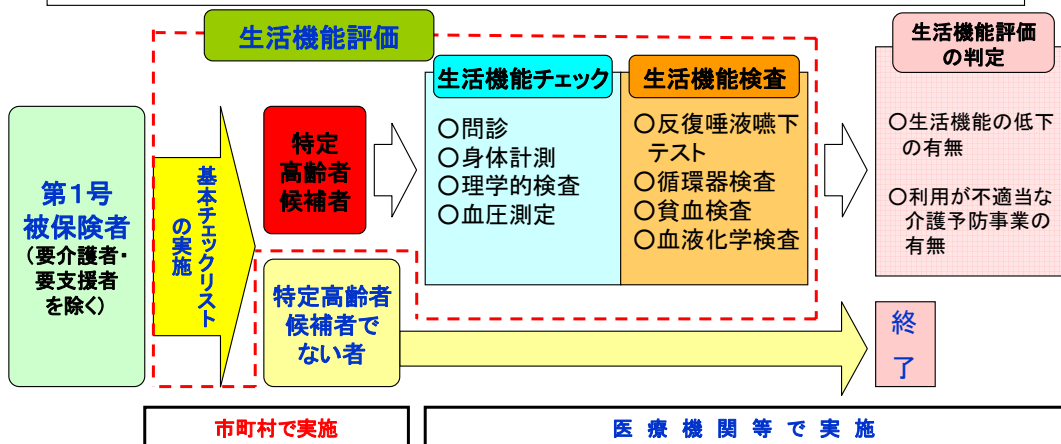 生活機能評価
第1号
被保険者
(要介護者・
要支援者
を除く)
基本チェックリスト
の実施
特定
高齢者
候補者
特定高齢者
候補者で
ない者
生活機能チェック
○問診
○身体計測
○理学的検査
○血圧測定
生活機能検査
○反復唾液嚥下
テスト
○循環器検査
○貧血検査
○血液化学検査
生活機能評価
の判定
○生活機能の低下
の有無
○利用が不適当な
介護予防事業の
有無
終
了
市町村で実施
医療機関等で実施